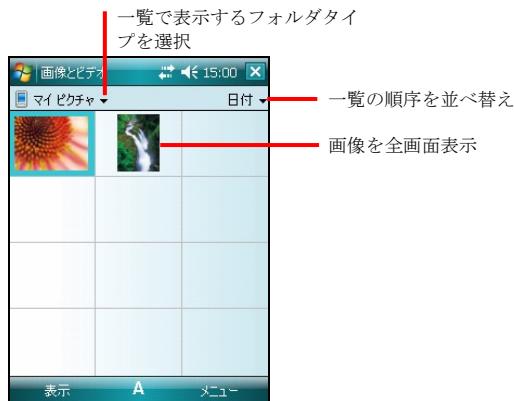 一覧で表示するフォルダタイ
プを選択
画像とビデオ 15:00
マイ ピクチャ 日付
一覧の順序を並べ替え
画像を全画面表示
表示 A メニュー